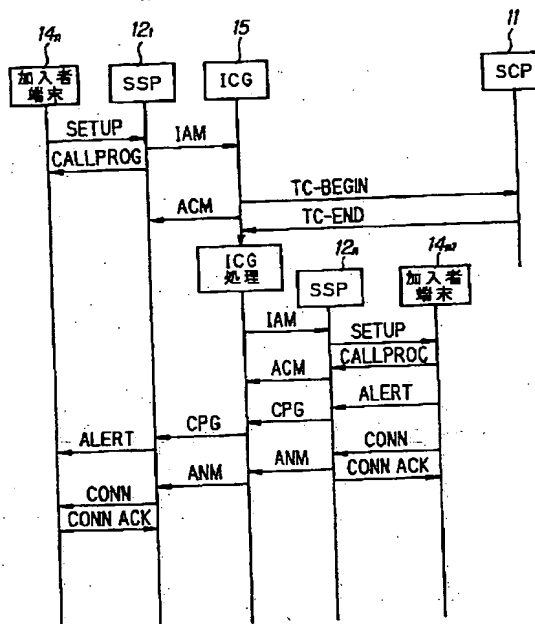 14n
12₁
15
11
加入者
端末
SSP
ICG
SCP
SETUP
IAM
CALLPROG
TC-BEGIN
ACM
TC-END
ICG
処理
12n
SSP
14m
加入者
端末
IAM
SETUP
CALLPROC
ACM
ALERT
CPG
CPG
ALERT
CONN
ANM
ANM
CONN ACK
CONN
CONN ACK